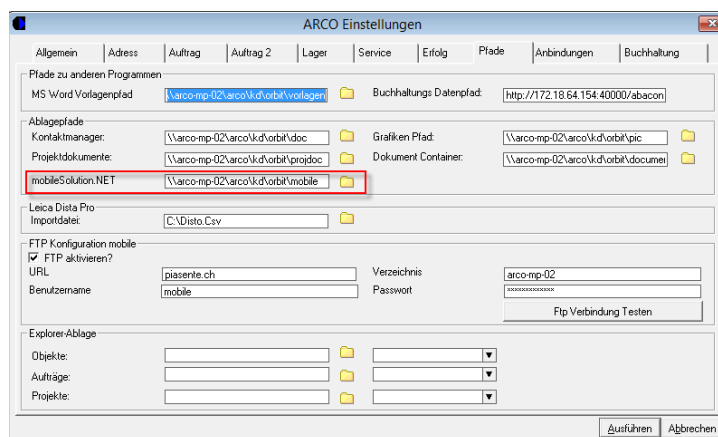 ARCO Einstellungen
Allgemein Adress Auftrag Auftrag 2 Lager Service Erfolg Pfade Anbindungen Buchhaltung
Pfade zu anderen Programmen
MS Word Vorlagenpfad \arco-mp-02\arco\kd\orbit\vorlagen Buchhaltungs Datenpfad: http://172.18.64.154:40000/abacon
Ablagepfade
Kontaktmanager: \\arco-mp-02\arco\kd\orbit\doc Grafiken Pfad: \\arco-mp-02\arco\kd\orbit\pic
Projektdokumente: \\arco-mp-02\arco\kd\orbit\projdoc Dokument Container: \\arco-mp-02\arco\kd\orbit\documei
mobileSolution.NET \\arco-mp-02\arco\kd\orbit\mobile
Leica Dista Pro
Importdatei: C:\Disto.Csv
FTP Konfiguration mobile
FTP aktivieren?
URL piasente.ch Verzeichnis arco-mp-02
Benutzername mobile Passwort xxxxxxxxxxxxx
Ftp Verbindung Testen
Explorer-Ablage
Objekte:
Aufträge:
Projekte:
Ausführen Abbrechen